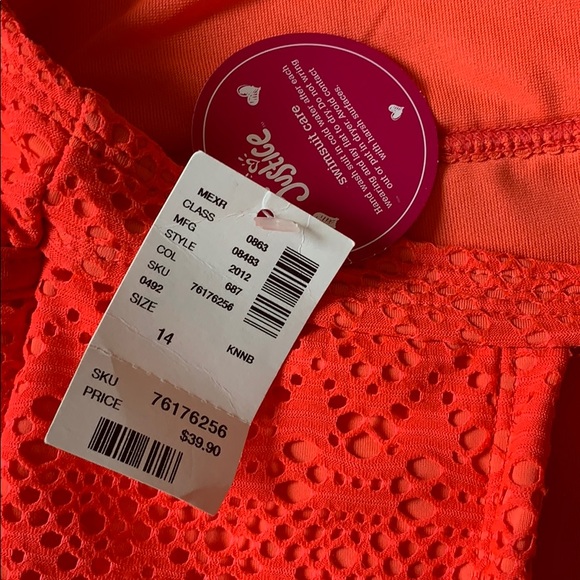 Justice
swimsuit care
Hand wash suit in cold water after each
wearing and lay flat to dry. Do not wring
out or put in dryer. Avoid contact
with harsh surfaces.
MEXR
CLASS 0863
MFG 08483
STYLE 2012
COL 687
SKU 76176256
0492
SIZE 14
KNNB
SKU 76176256
PRICE $39.90